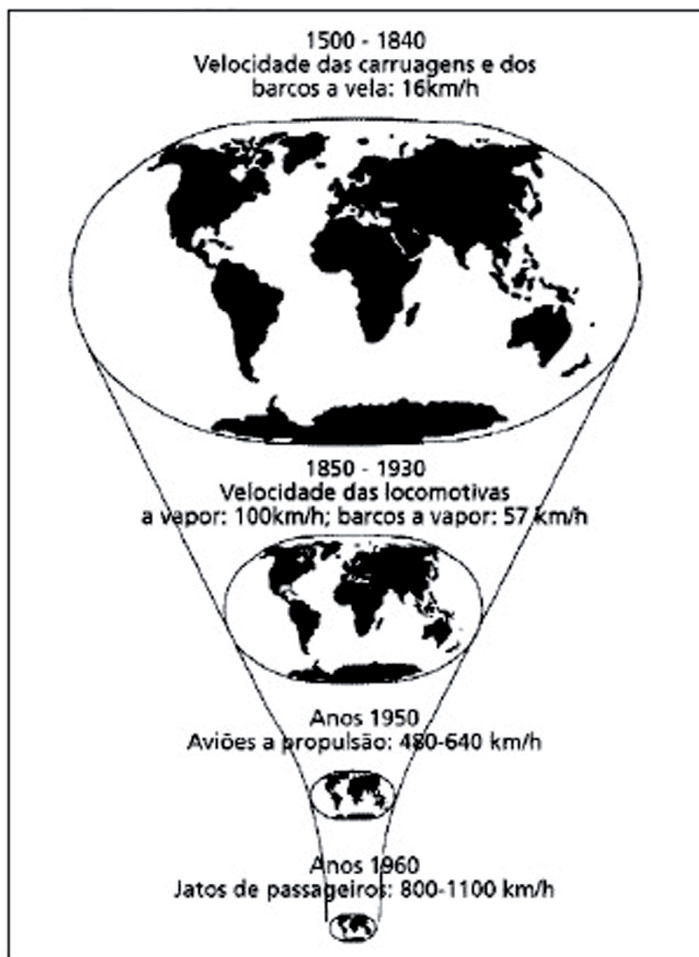 1500 - 1840
Velocidade das carruagens e dos
barcos a vela: 16km/h
1850 - 1930
Velocidade das locomotivas
a vapor: 100km/h; barcos a vapor: 57 km/h
Anos 1950
Aviões a propulsão: 480-640 km/h
Anos 1960
Jatos de passageiros: 800-1100 km/h